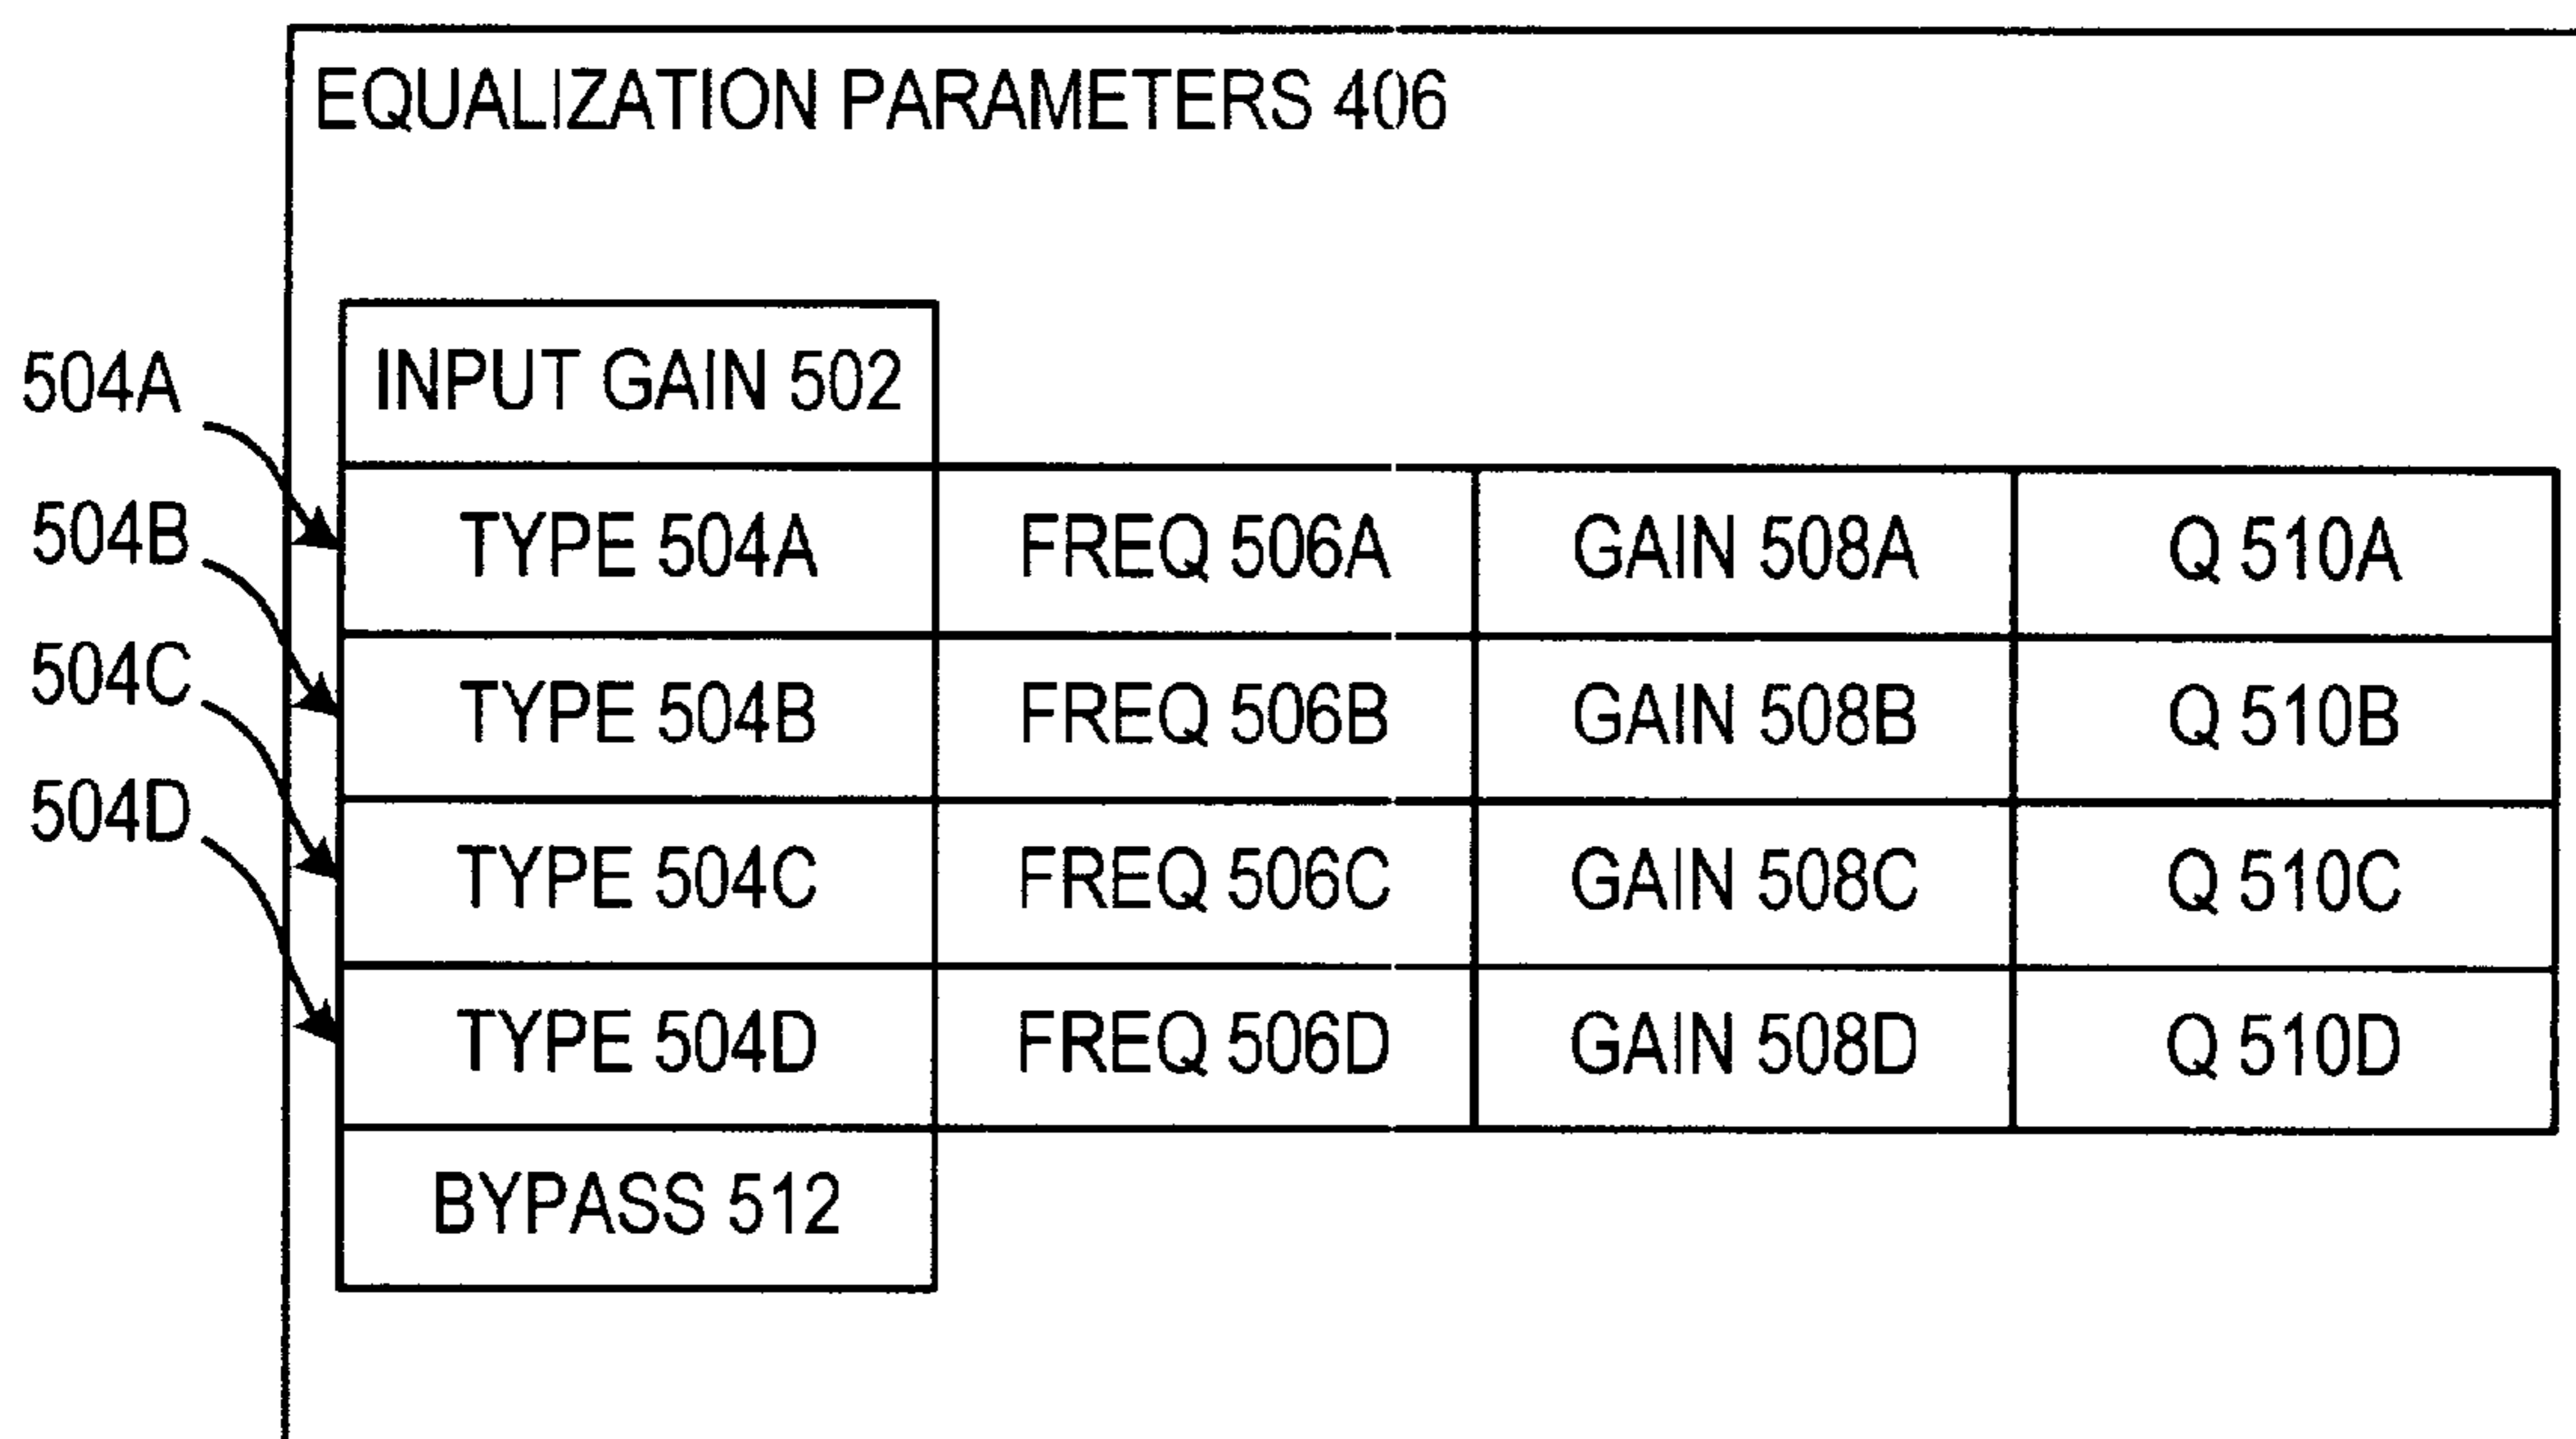 EQUALIZATION PARAMETERS 406
INPUT GAIN 502
504A
TYPE 504A FREQ 506A GAIN 508A Q 510A
504B
TYPE 504B FREQ 506B GAIN 508B Q 510B
504C
TYPE 504C FREQ 506C GAIN 508C Q 510C
504D
TYPE 504D FREQ 506D GAIN 508D Q 510D
BYPASS 512